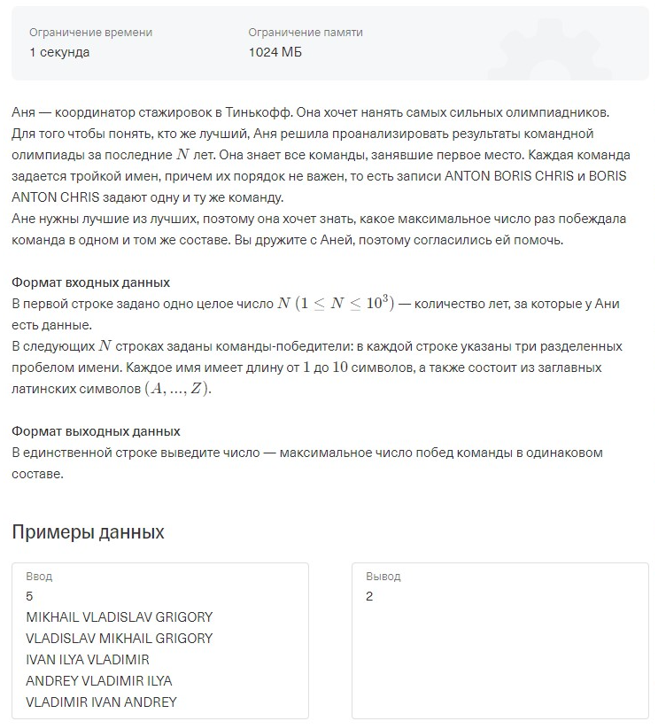 Ограничение времени
Ограничение памяти
1 секунда
1024 МБ
Аня — координатор стажировок в Тинькофф. Она хочет нанять самых сильных олимпиадников.
Для того чтобы понять, кто же лучший, Аня решила проанализировать результаты командной
олимпиады за последние N лет. Она знает все команды, занявшие первое место. Каждая команда
задается тройкой имен, причем их порядок не важен, то есть записи ANTON BORIS CHRIS и BORIS
ANTON CHRIS задают одну и ту же команду.
Ане нужны лучшие из лучших, поэтому она хочет знать, какое максимальное число раз побеждала
команда в одном и том же составе. Вы дружите с Аней, поэтому согласились ей помочь.
Формат входных данных
В первой строке задано одно целое число N (1 ≤ N ≤ 10³) — количество лет, за которые у Ани
есть данные.
В следующих N строках заданы команды-победители: в каждой строке указаны три разделенных
пробелом имени. Каждое имя имеет длину от 1 до 10 символов, а также состоит из заглавных
латинских символов (A, ..., Z).
Формат выходных данных
В единственной строке выведите число — максимальное число побед команды в одинаковом
составе.
Примеры данных
Ввод
5
MIKHAIL VLADISLAV GRIGORY
VLADISLAV MIKHAIL GRIGORY
IVAN ILYA VLADIMIR
ANDREY VLADIMIR ILYA
VLADIMIR IVAN ANDREY
Вывод
2